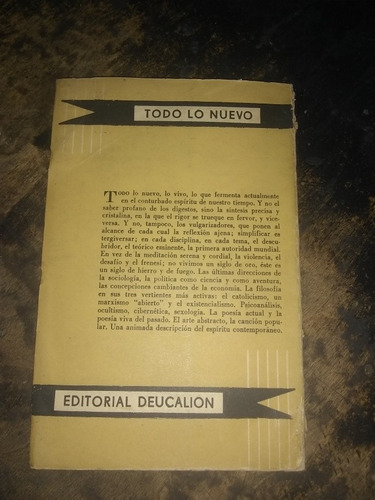 TODO LO NUEVO
TODO lo nuevo, lo vivo, lo que fermenta actualmente
en el conturbado espíritu de nuestro tiempo. Y no el
saber profano de los digestos, sino la síntesis precisa y
cristalina, en la que el rigor se trueque en fervor, y vice-
versa. Y no, tampoco, los vulgarizadores, que ponen al
alcance de cada cual la reflexión ajena; simplificar es
tergiversar; en cada disciplina, en cada tema, el descu-
bridor, el teórico eminente, la primera autoridad mundial.
En vez de la meditación serena y cordial, la violencia, el
desafío y el frenesí; no vivimos un siglo de oro, éste es
un siglo de hierro y de fuego. Las últimas direcciones de
la sociología, la política como ciencia y como aventura,
las concepciones cambiantes de la economía. La filosofía
en sus tres vertientes más activas: el catolicismo, un
marxismo "abierto" y el existencialismo. Psicoanálisis,
ocultismo, cibernética, sexología. La poesía actual y la
poesía viva del pasado. El arte abstracto, la canción popu-
lar. Una animada descripción del espíritu contemporáneo.
EDITORIAL DEUCALION